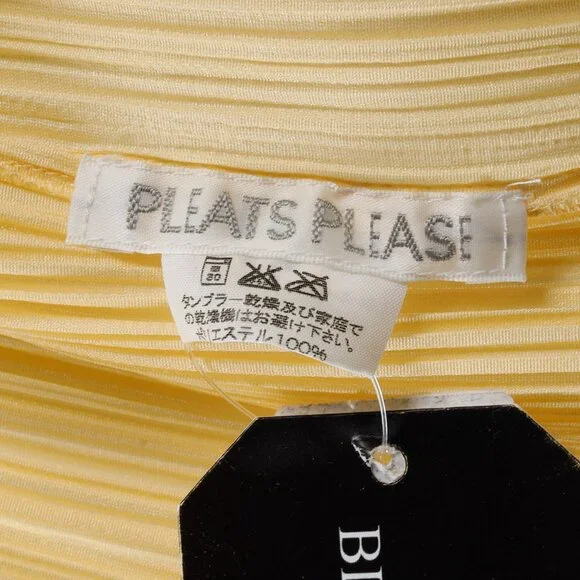 PLEATS PLEASE
30
タンブラー乾燥及び家庭で
の乾燥機はお避け下さい。
ポリエステル100%